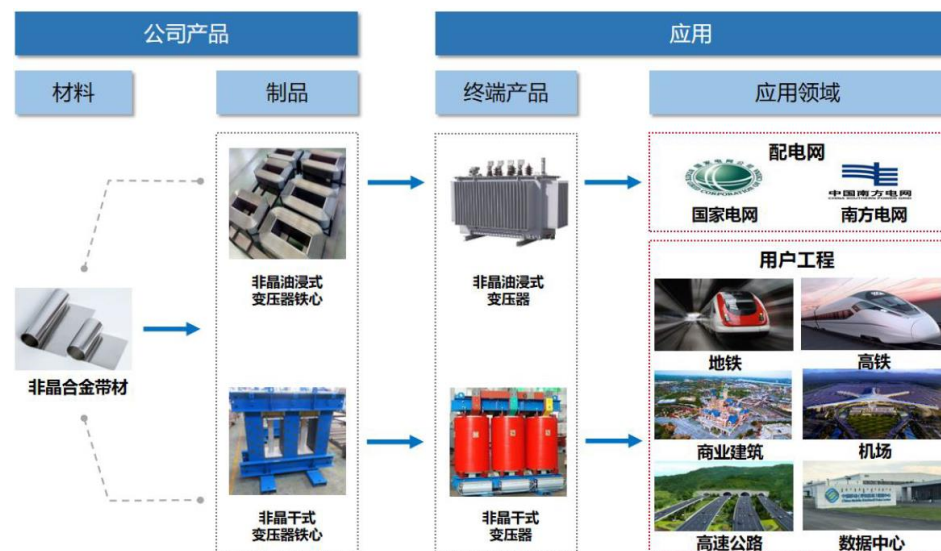 公司产品
应用
材料
制品
终端产品
应用领域
配电网
国家电网
中国南方电网
CHINA SOUTHERN POWER GRID
南方电网
非晶油浸式
变压器铁心
非晶油浸式
变压器
用户工程
地铁
高铁
非晶合金带材
商业建筑
机场
非晶干式
变压器铁心
非晶干式
变压器
高速公路
数据中心